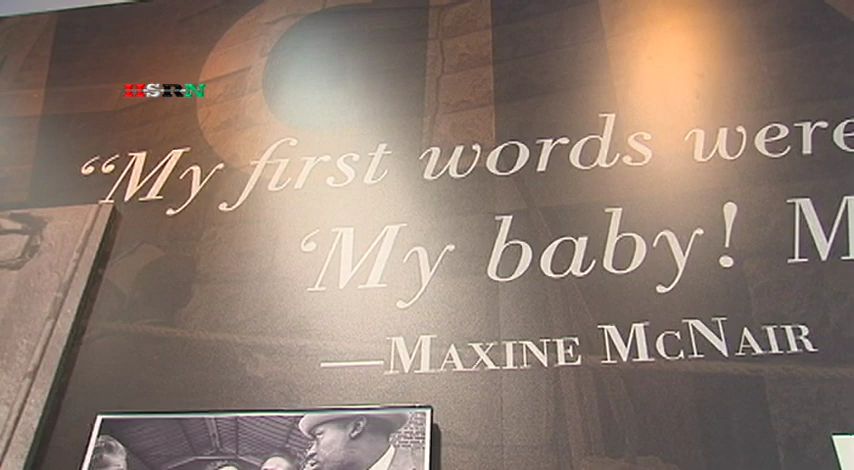 HSRN
“My first words were
‘My baby! M
—MAXINE MCNAIR